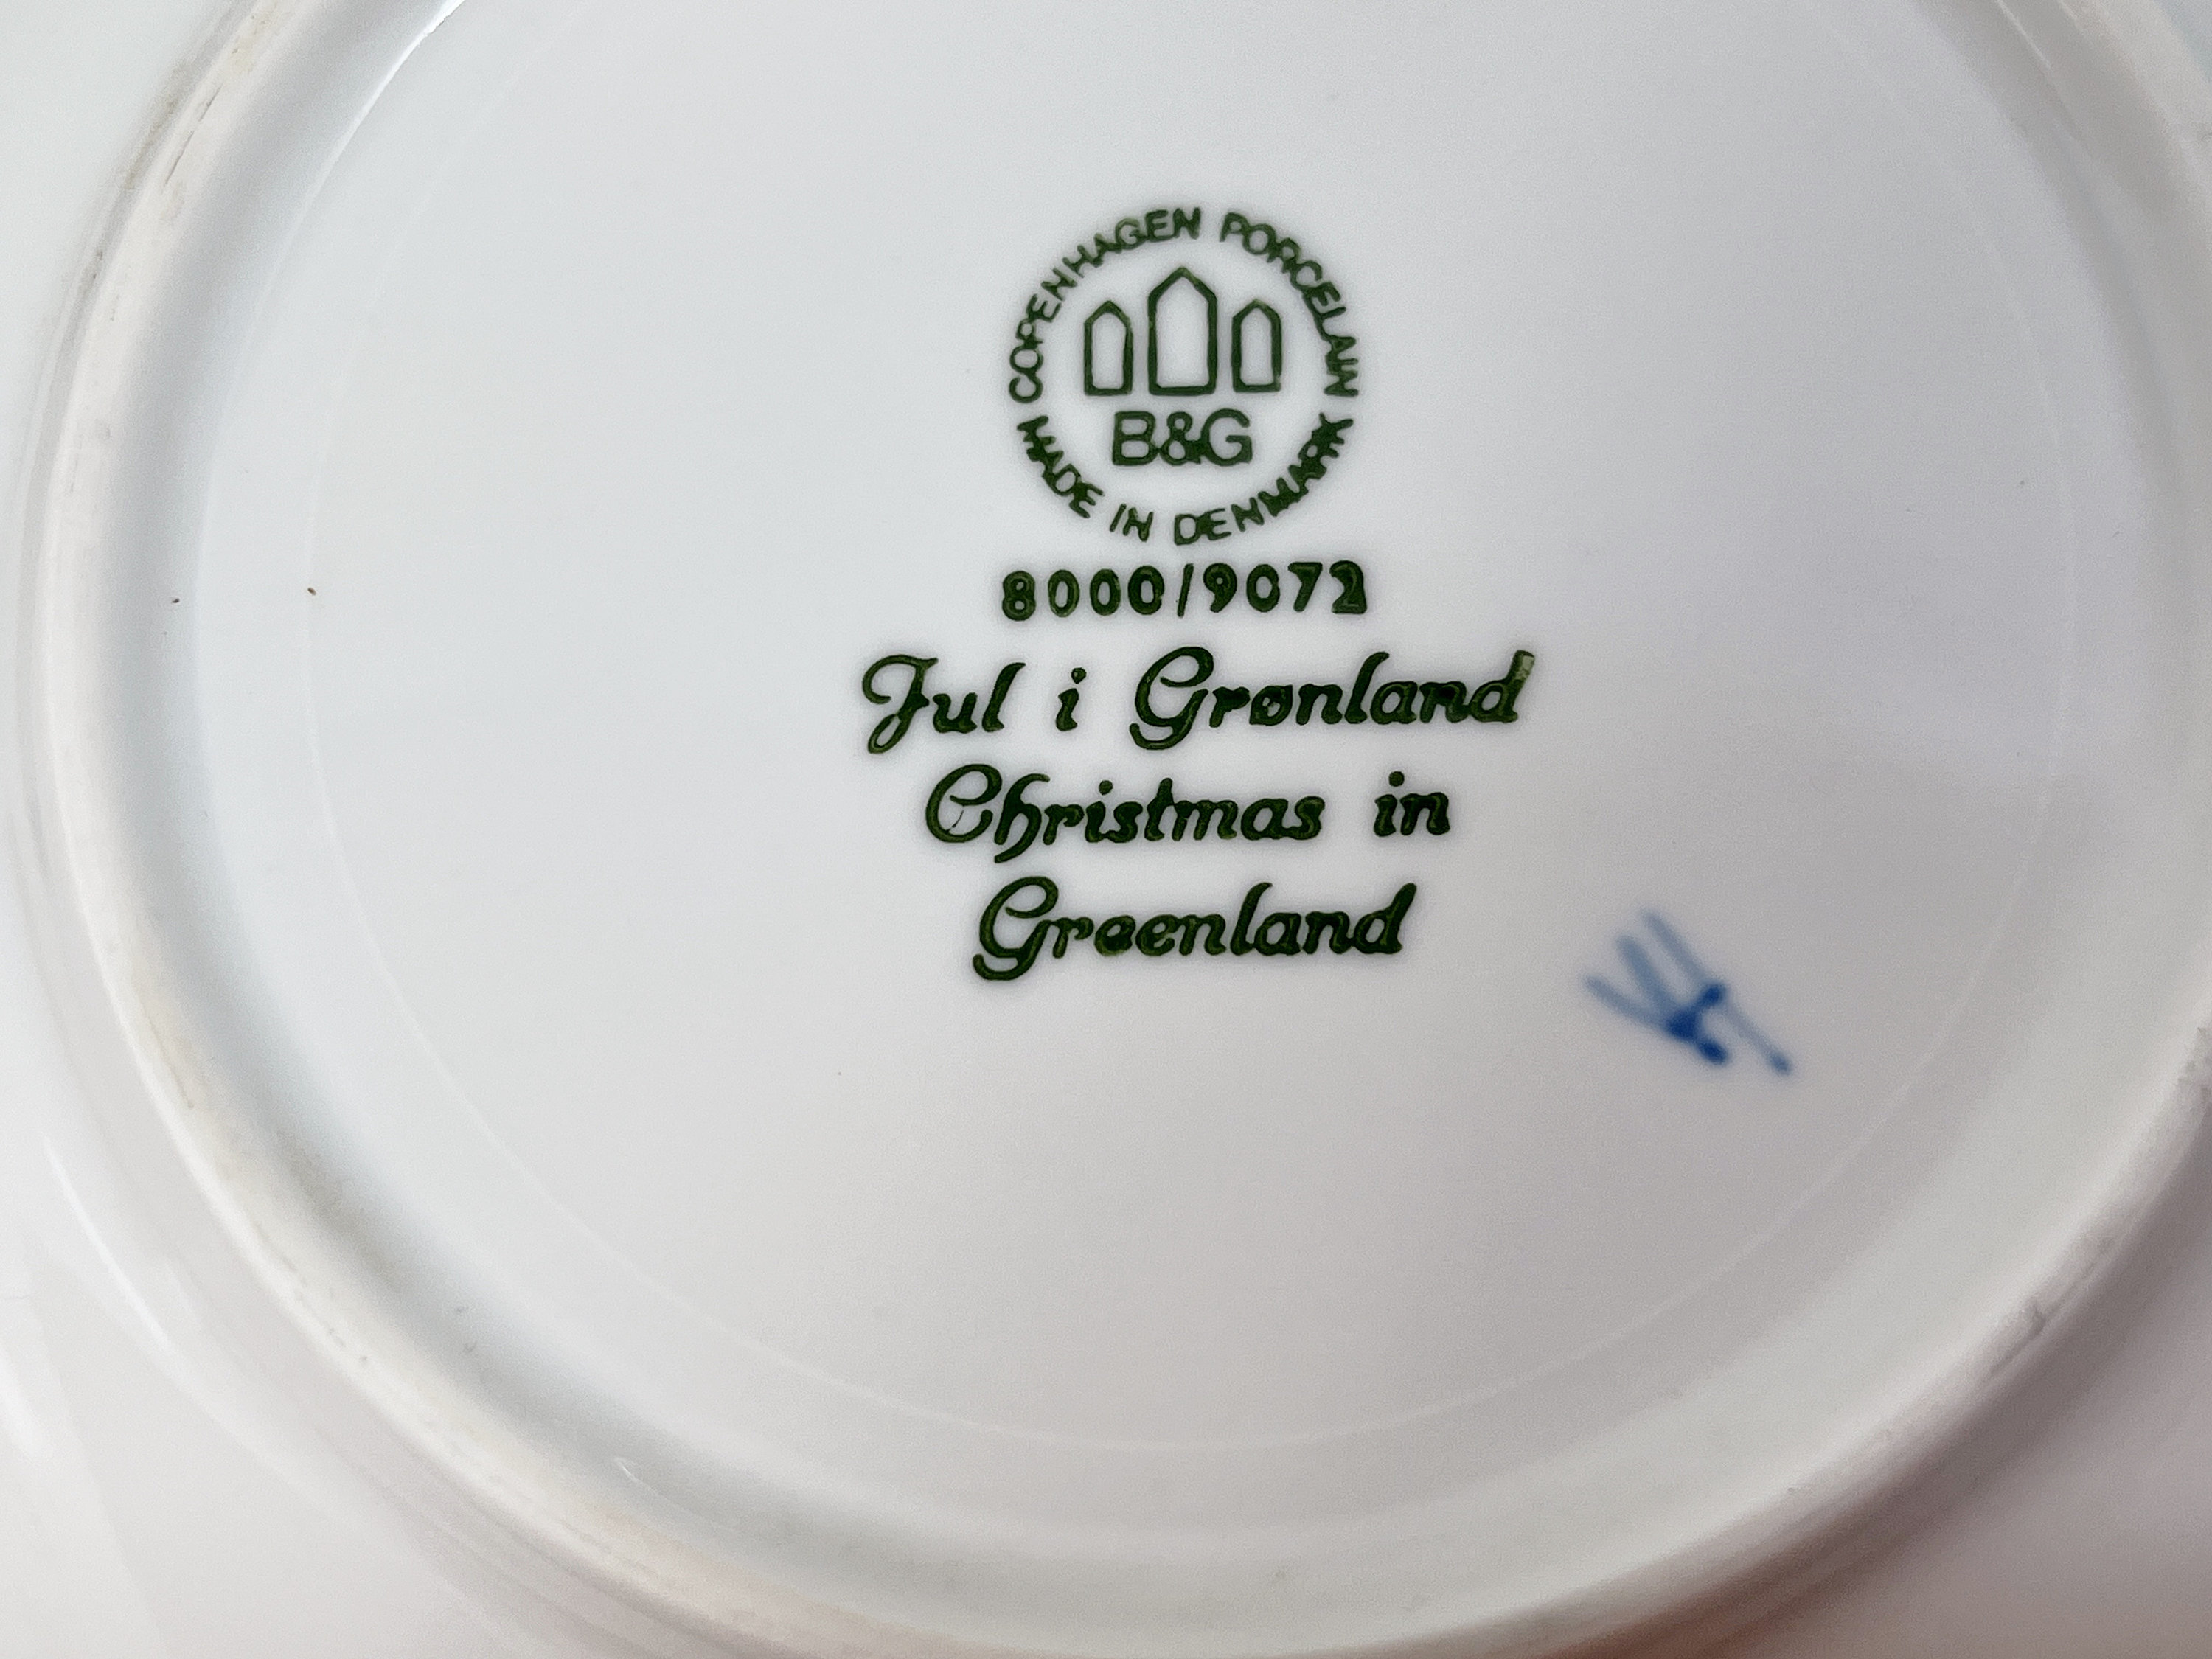 COPENHAGEN PORCELAIN
B&G
MADE IN DENMARK
8000/9072
Jul i Grønland
Christmas in
Greenland